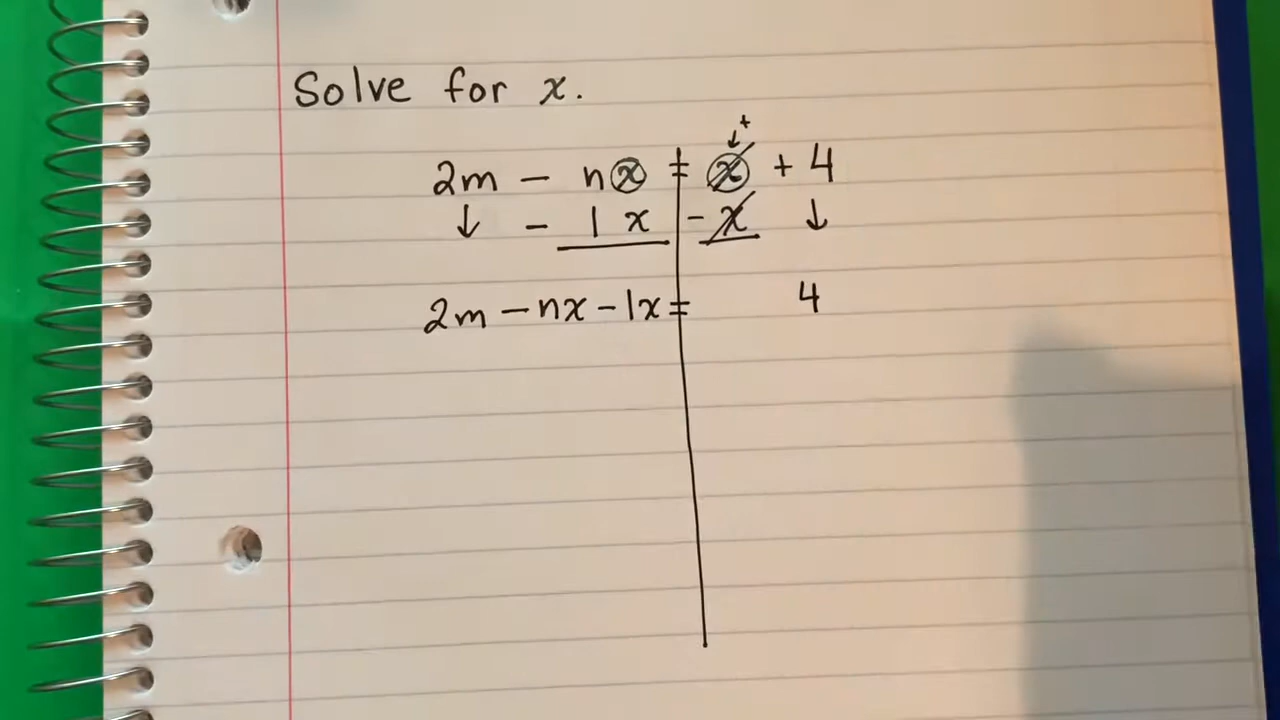 Solve for x.
+
↓
2m - nx = x + 4
↓ - 1x - x ↓
2m - nx - 1x = 4